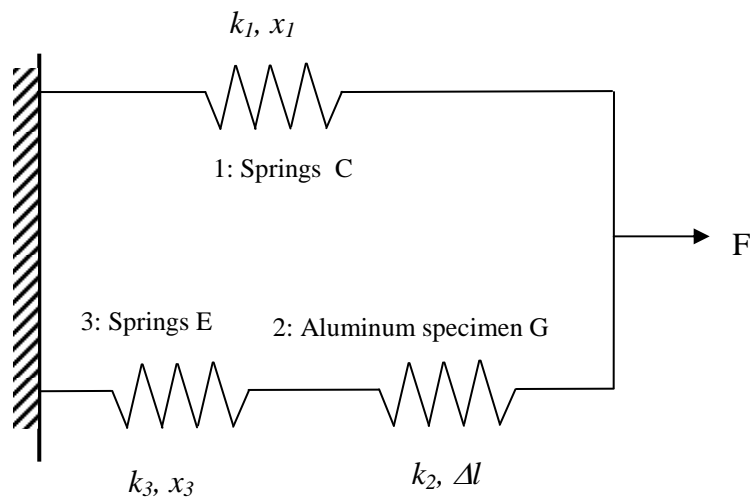 k1, x1
1: Springs C
F
3: Springs E
2: Aluminum specimen G
k3, x3
k2, Δl